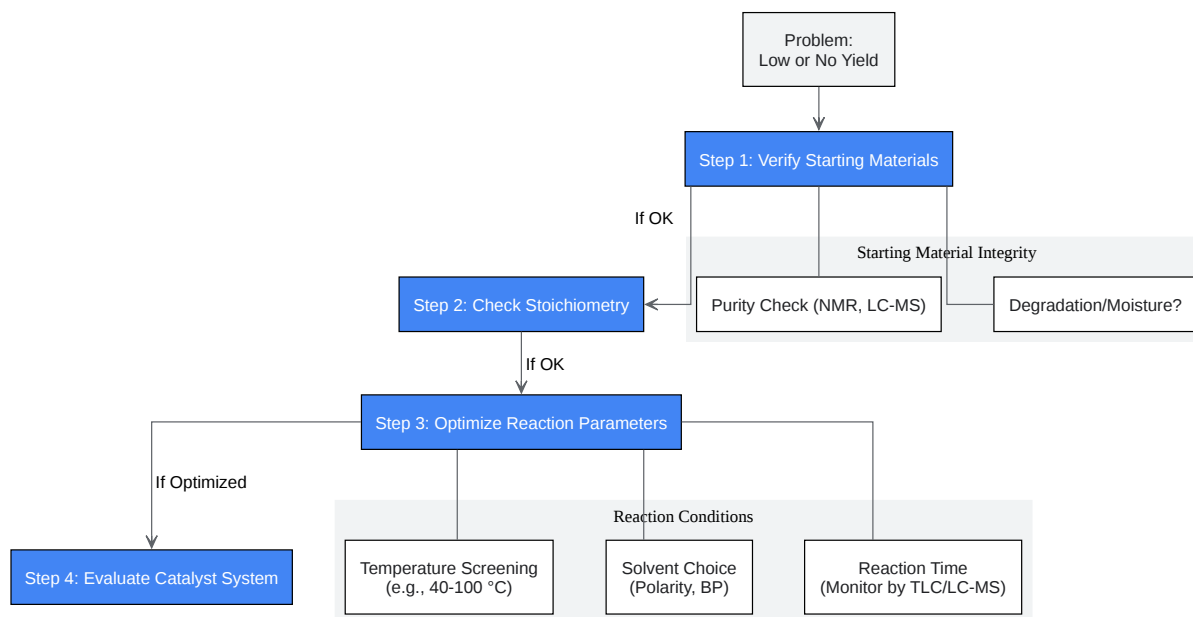 Problem:
Low or No Yield
Step 1: Verify Starting Materials
If OK
Starting Material Integrity
Step 2: Check Stoichiometry
Purity Check (NMR, LC-MS)
Degradation/Moisture?
If OK
Step 3: Optimize Reaction Parameters
If Optimized
Reaction Conditions
Step 4: Evaluate Catalyst System
Temperature Screening
(e.g., 40-100 °C)
Solvent Choice
(Polarity, BP)
Reaction Time
(Monitor by TLC/LC-MS)